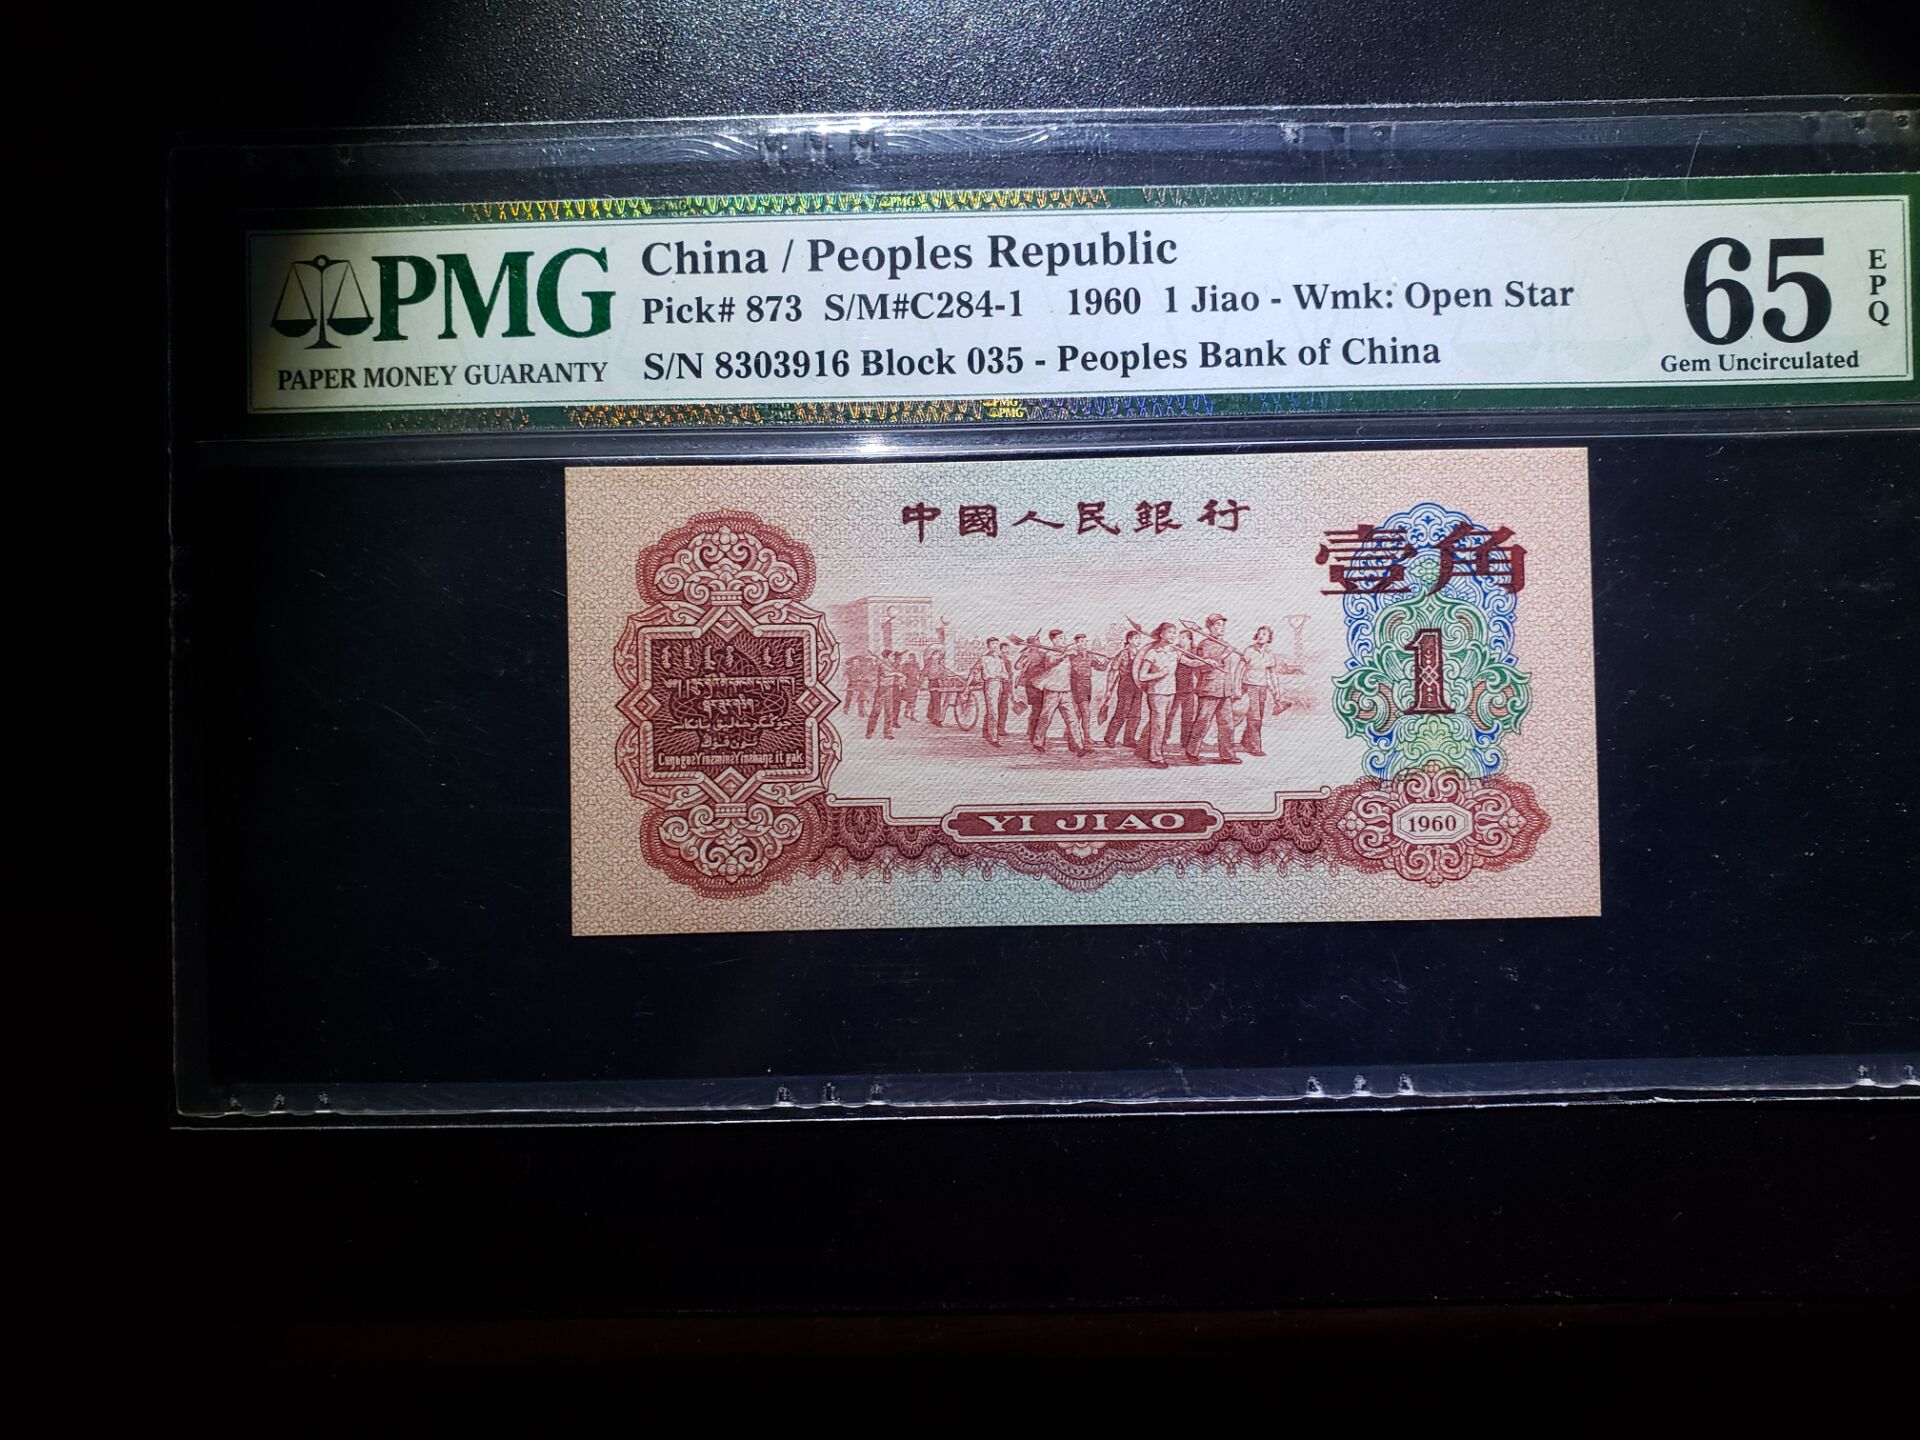 PMG
PAPER MONEY GUARANTY
China / Peoples Republic
Pick# 873 S/M#C284-1 1960 1 Jiao - Wmk: Open Star
S/N 8303916 Block 035 - Peoples Bank of China
65
EPQ
Gem Uncirculated
中國人民銀行
壹角
1
YI JIAO
1960